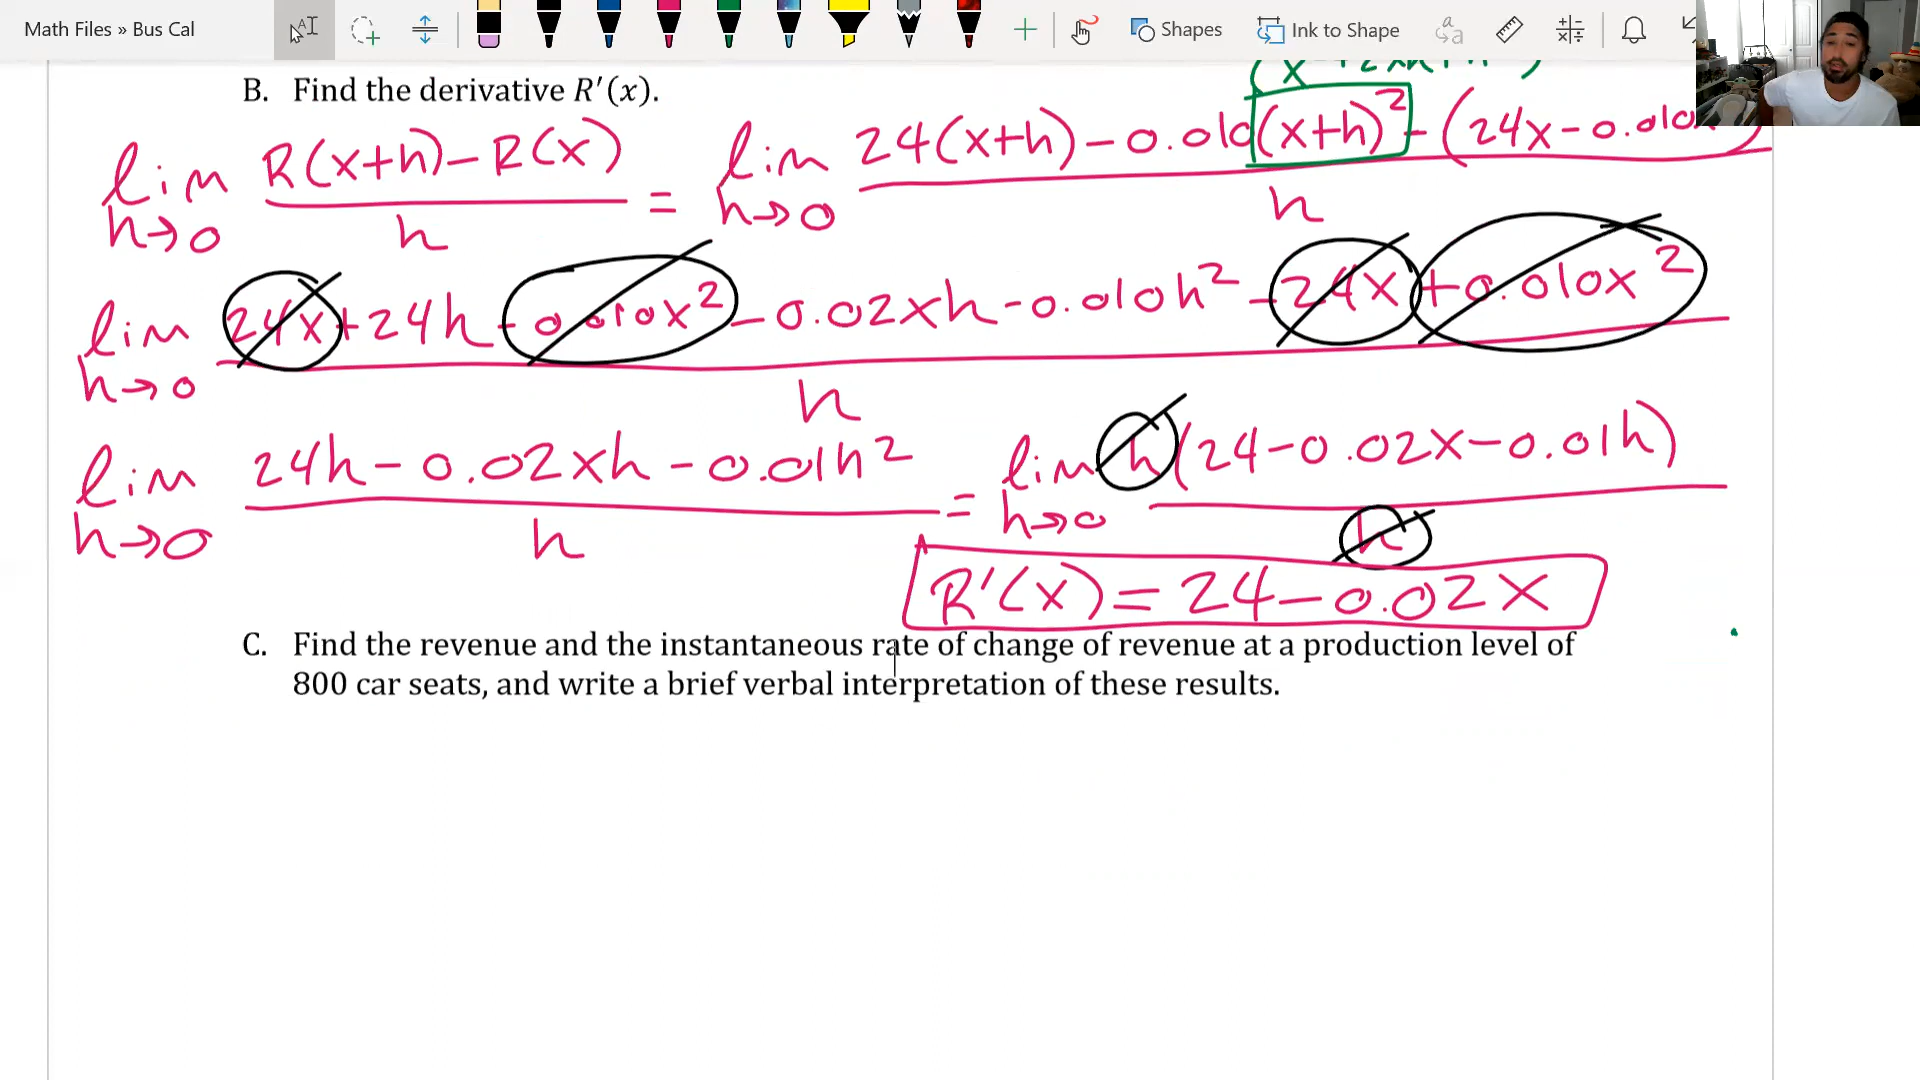 Math Files » Bus Cal
Shapes
Ink to Shape
B. Find the derivative R′(x).
lim h→0 R(x+h)−R(x) / h = lim h→0 24(x+h)−0.010(x+h)² − (24x−0.010 / h
lim h→0 24x+24h−0.010x²−0.02xh−0.010h²−24x+0.010x² / h
lim h→0 24h−0.02xh−0.01h² / h = lim h→0 h(24−0.02x−0.01h) / h
R'(x)=24−0.02x
C. Find the revenue and the instantaneous rate of change of revenue at a production level of
800 car seats, and write a brief verbal interpretation of these results.